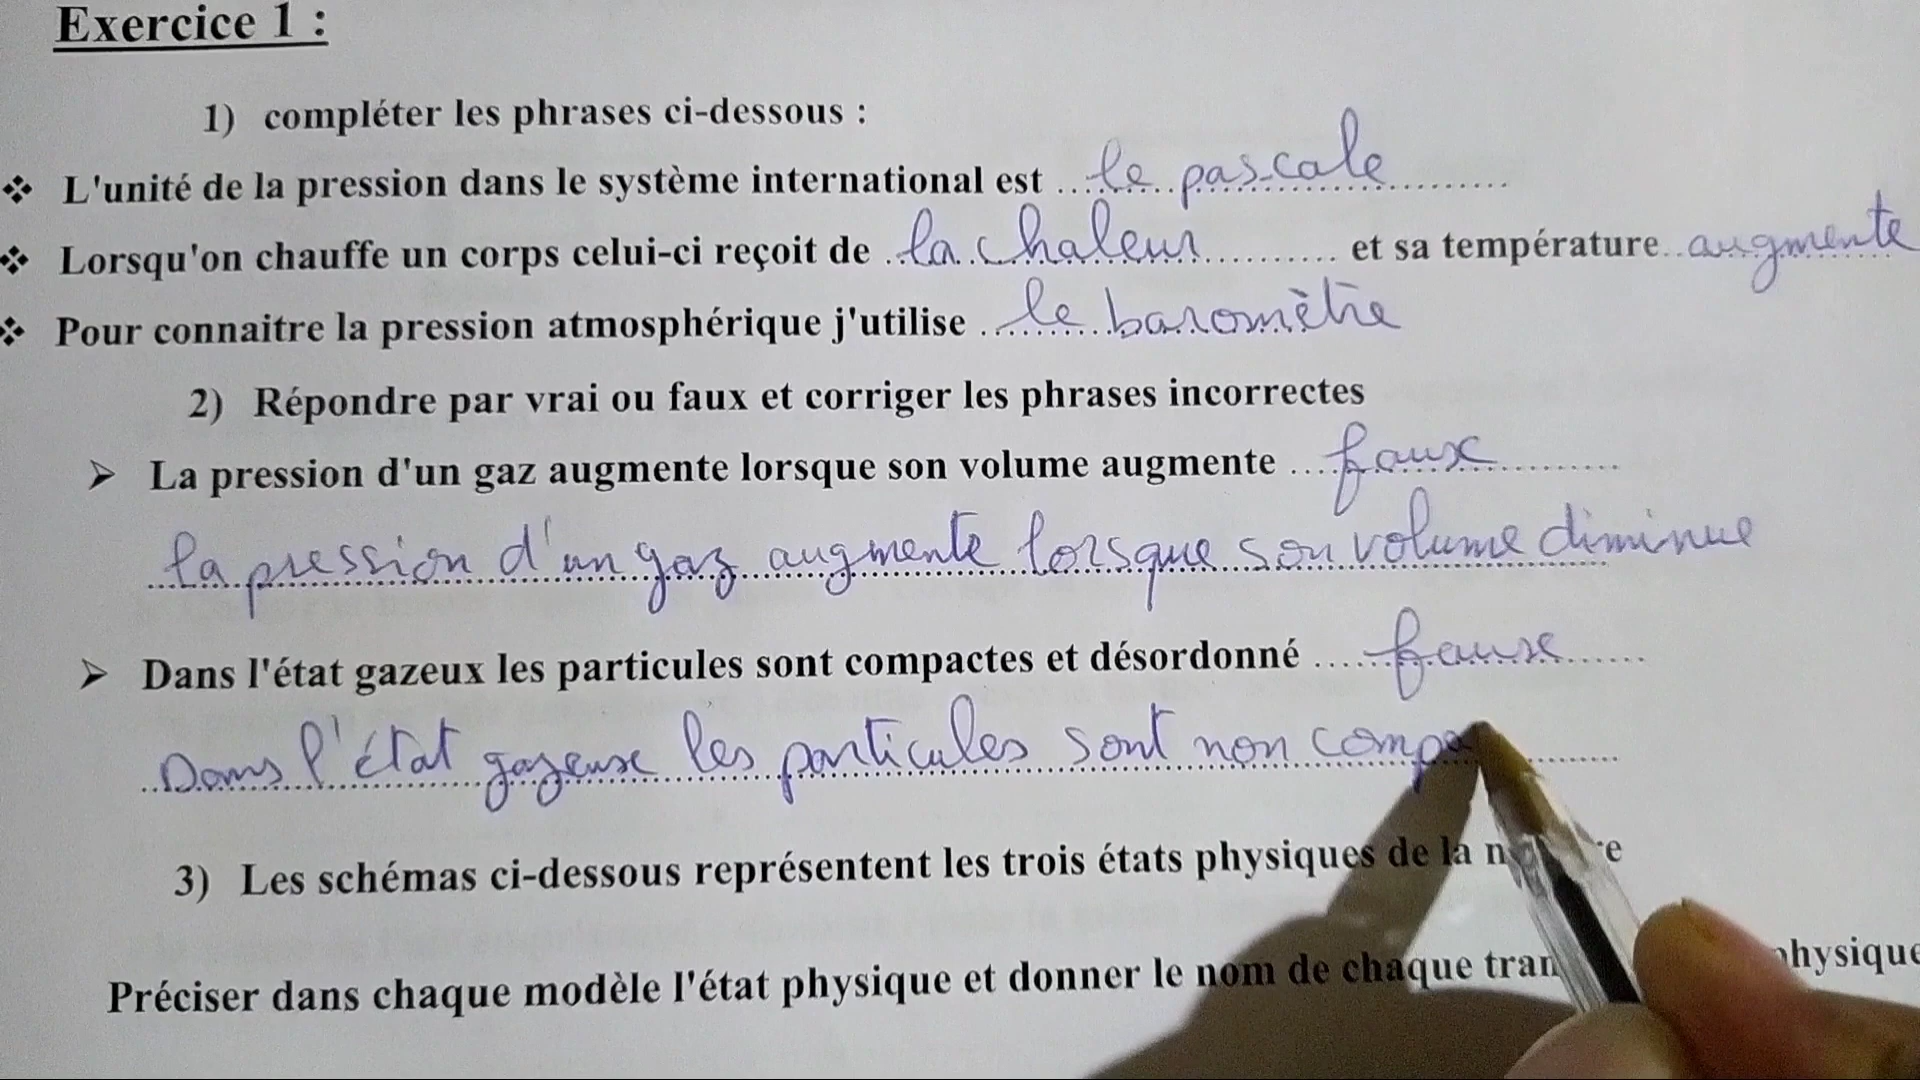 Exercice 1 :
1) compléter les phrases ci-dessous :
❖ L'unité de la pression dans le système international est ....le pascale..........
❖ Lorsqu'on chauffe un corps celui-ci reçoit de ..la chaleur........... et sa température..augmente
❖ Pour connaitre la pression atmosphérique j'utilise ...le baromètre
2) Répondre par vrai ou faux et corriger les phrases incorrectes
➤ La pression d'un gaz augmente lorsque son volume augmente ....faux............
la pression d'un gaz augmente lorsque son volume diminue
➤ Dans l'état gazeux les particules sont compactes et désordonné .....faux........
Dans l'état gazeux les particules sont non compa
3) Les schémas ci-dessous représentent les trois états physiques de la
Préciser dans chaque modèle l'état physique et donner le nom de chaque tran hysique